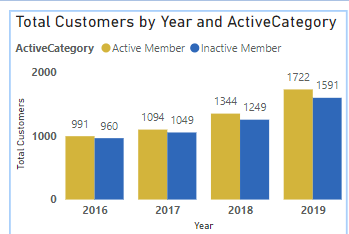 Total Customers by Year and ActiveCategory
ActiveCategory Active Member Inactive Member
2000
1000
0
Total Customers
991 960
1094 1049
1344 1249
1722 1591
2016 2017 2018 2019
Year